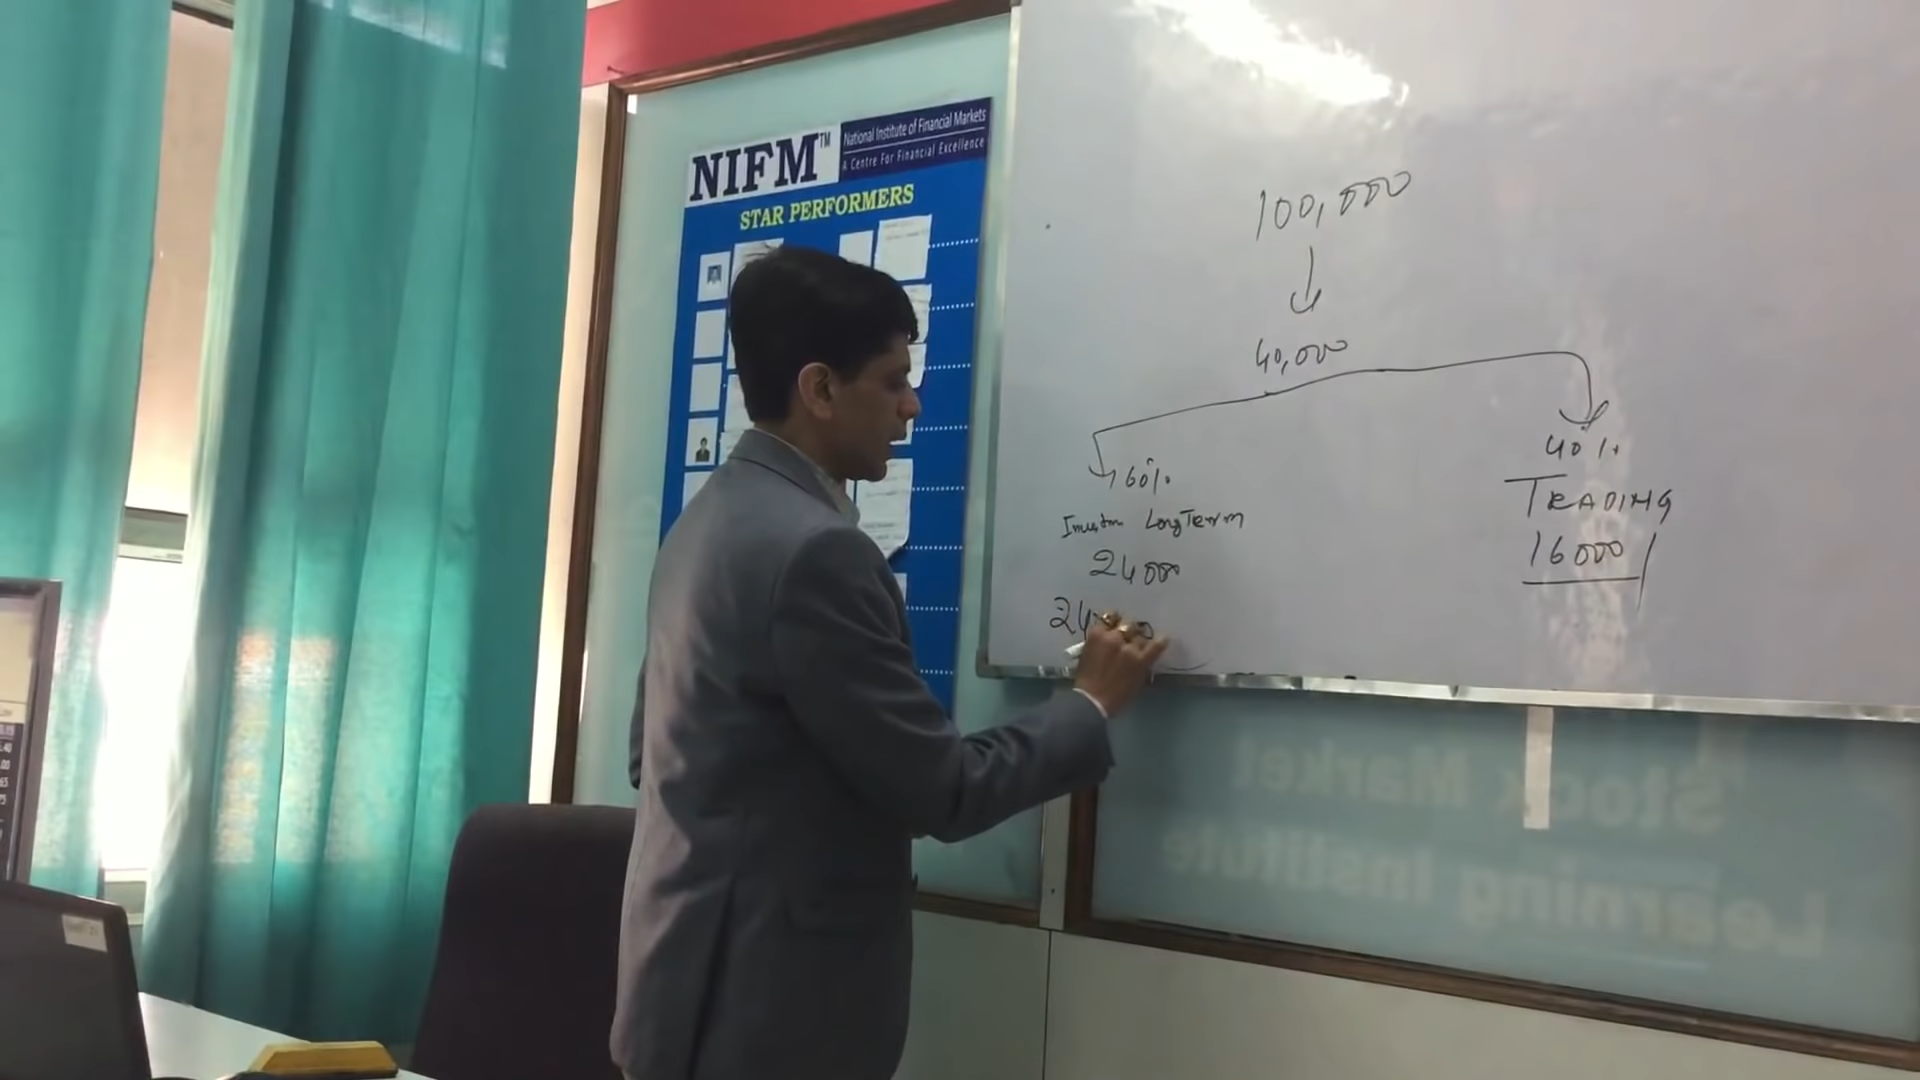 NIFM™
National Institute of Financial Markets
A Centre For Financial Excellence
STAR PERFORMERS
100,000
40,000
60%
Long Term
24000
40%
TRADING
16000/
Stock Market
Learning Institute